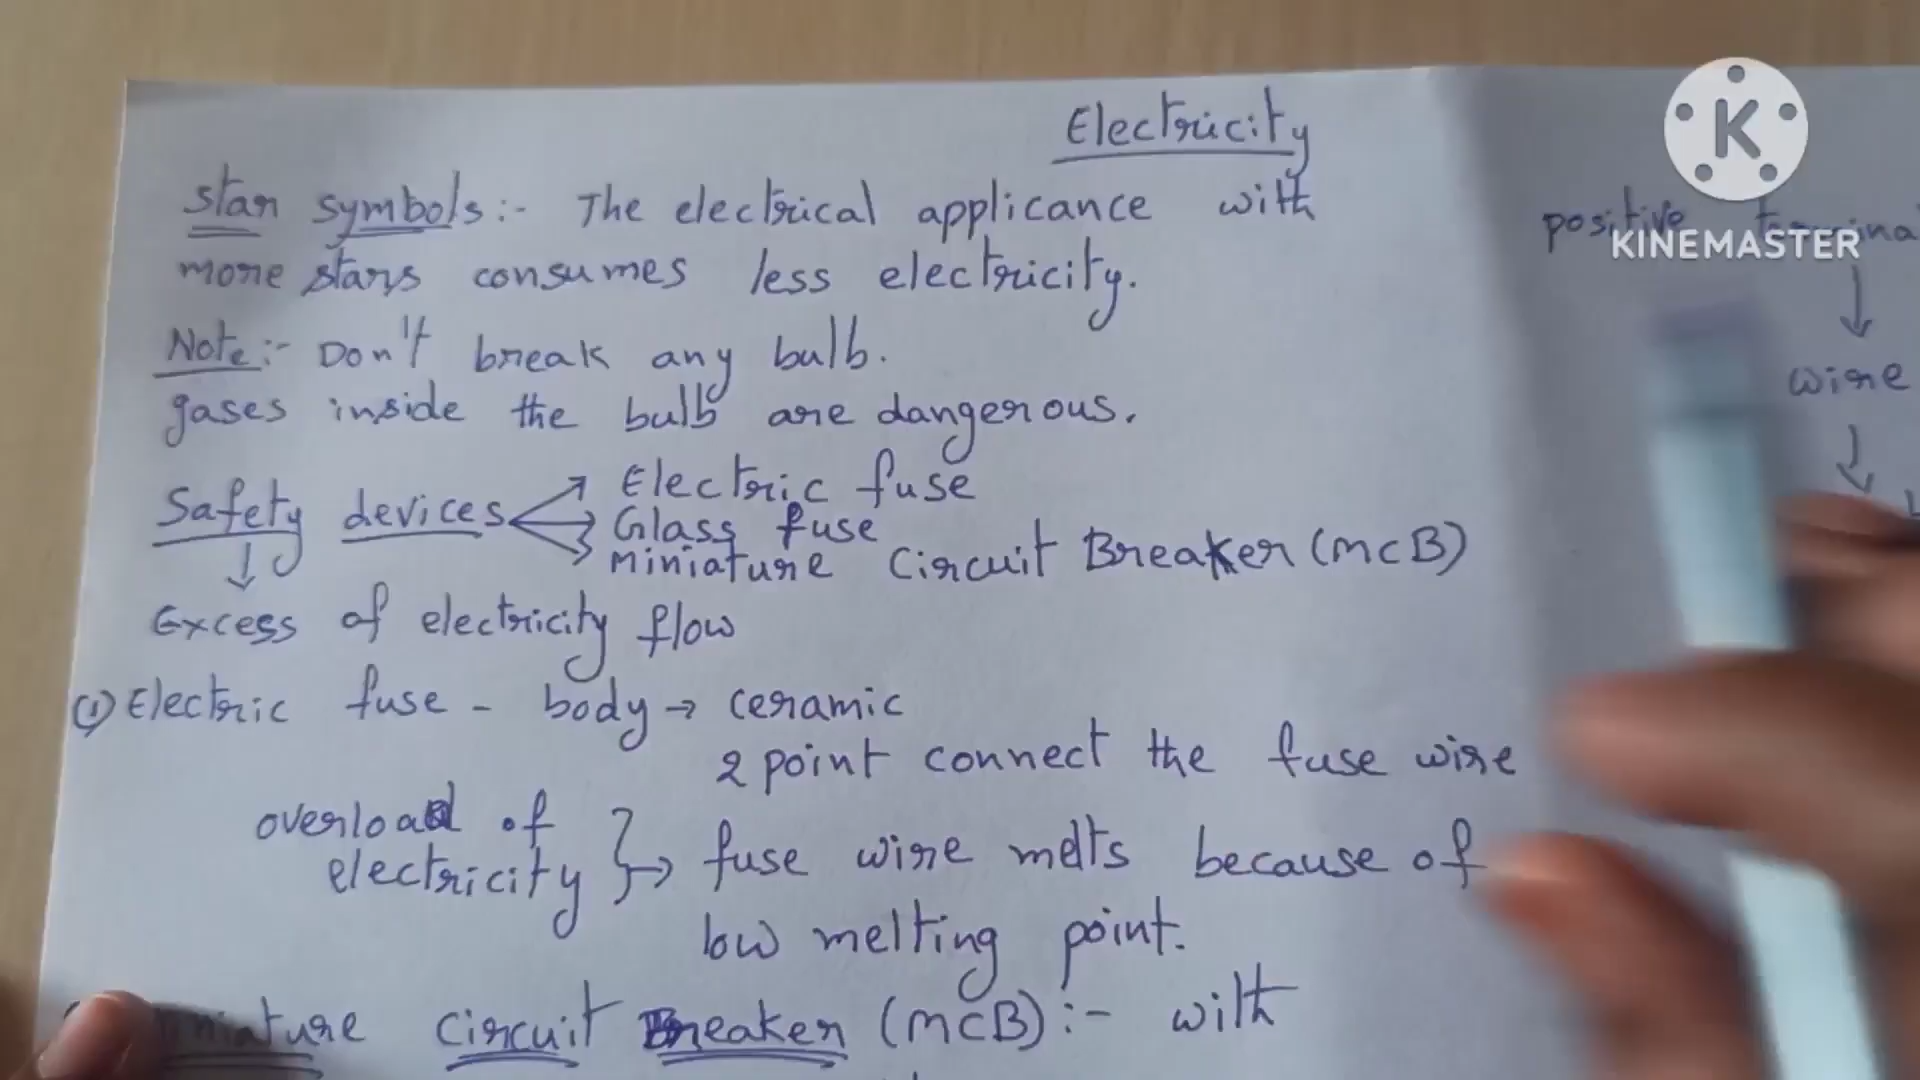 Electricity
Star symbols:- The electrical applicance with
more stars consumes less electricity.
Note:- Don't break any bulb.
gases inside the bulb are dangerous.
Safety devices → Electric fuse
Glass fuse
Miniature Circuit Breaker (MCB)
↓
Excess of electricity flow
(1) Electric fuse - body → ceramic
2 point connect the fuse wire
overload of
electricity } → fuse wire melts because of
low melting point.
circuit Breaker (MCB):- with
positive
↓
wire
↓
K
KINEMASTER